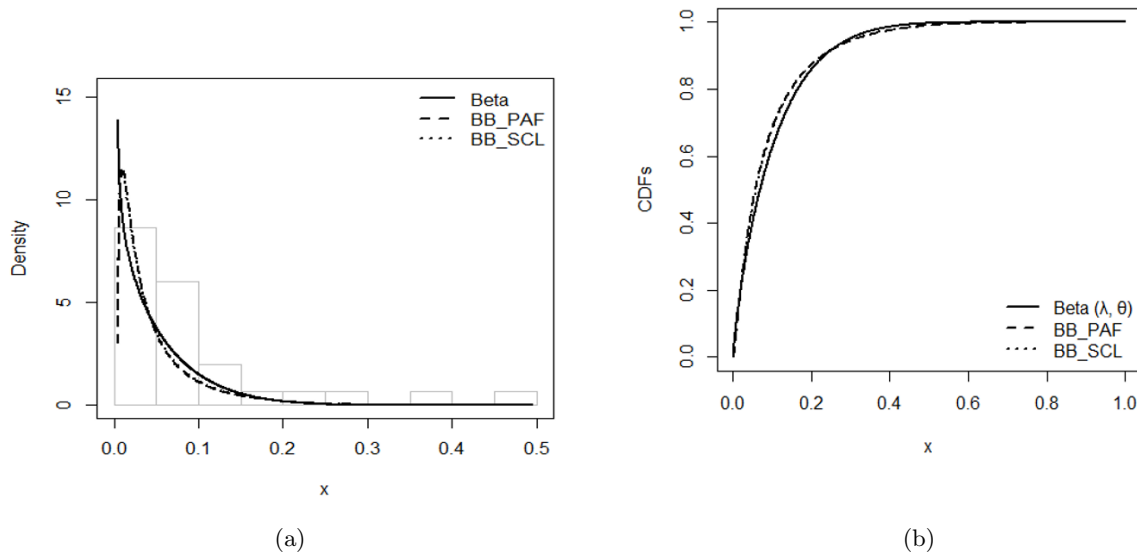 Density
15
10
5
0
Beta
BB_PAF
BB_SCL
0.0 0.1 0.2 0.3 0.4 0.5
x
(a)
CDFs
1.0
0.8
0.6
0.4
0.2
0.0
Beta (λ, θ)
BB_PAF
BB_SCL
0.0 0.2 0.4 0.6 0.8 1.0
x
(b)